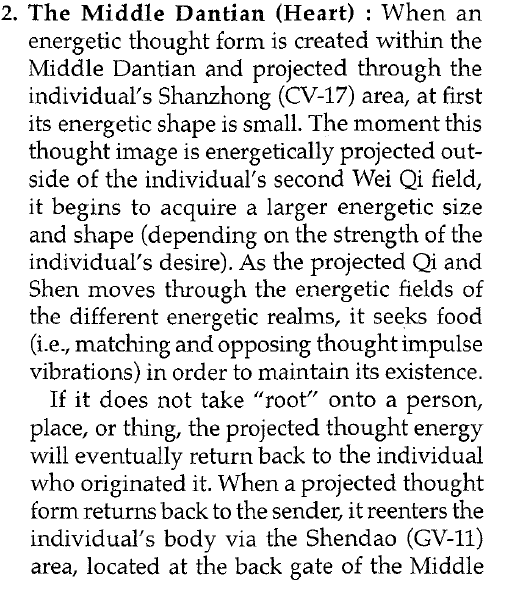 2. The Middle Dantian (Heart) : When an
energetic thought form is created within the
Middle Dantian and projected through the
individual's Shanzhong (CV-17) area, at first
its energetic shape is small. The moment this
thought image is energetically projected out-
side of the individual's second Wei Qi field,
it begins to acquire a larger energetic size
and shape (depending on the strength of the
individual's desire). As the projected Qi and
Shen moves through the energetic fields of
the different energetic realms, it seeks food
(i.e., matching and opposing thought impulse
vibrations) in order to maintain its existence.
If it does not take "root" onto a person,
place, or thing, the projected thought energy
will eventually return back to the individual
who originated it. When a projected thought
form returns back to the sender, it reenters the
individual's body via the Shendao (GV-11)
area, located at the back gate of the Middle